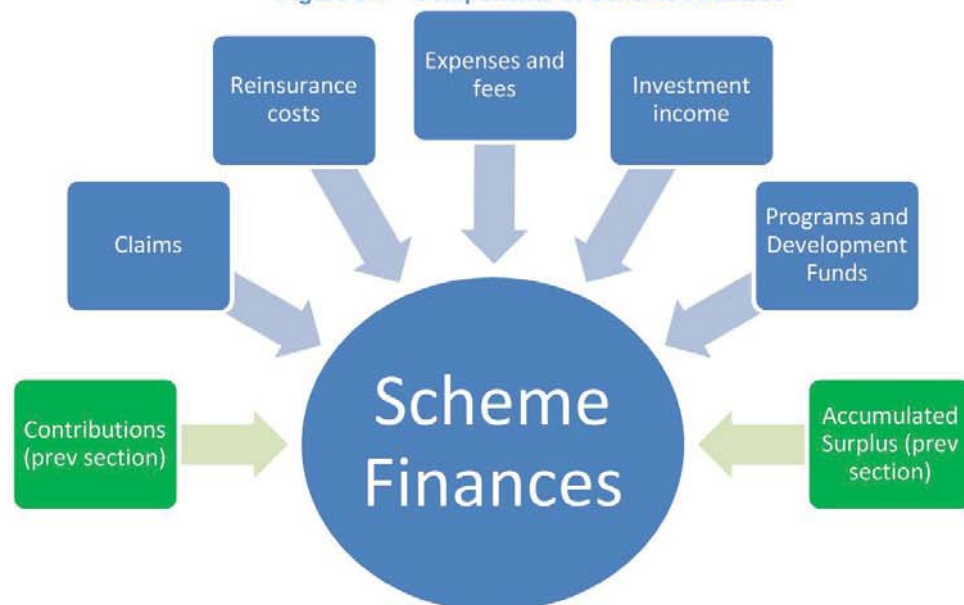 Expenses and
fees
Reinsurance
costs
Investment
income
Claims
Programs and
Development
Funds
Contributions
(prev section)
Scheme
Finances
Accumulated
Surplus (prev
section)